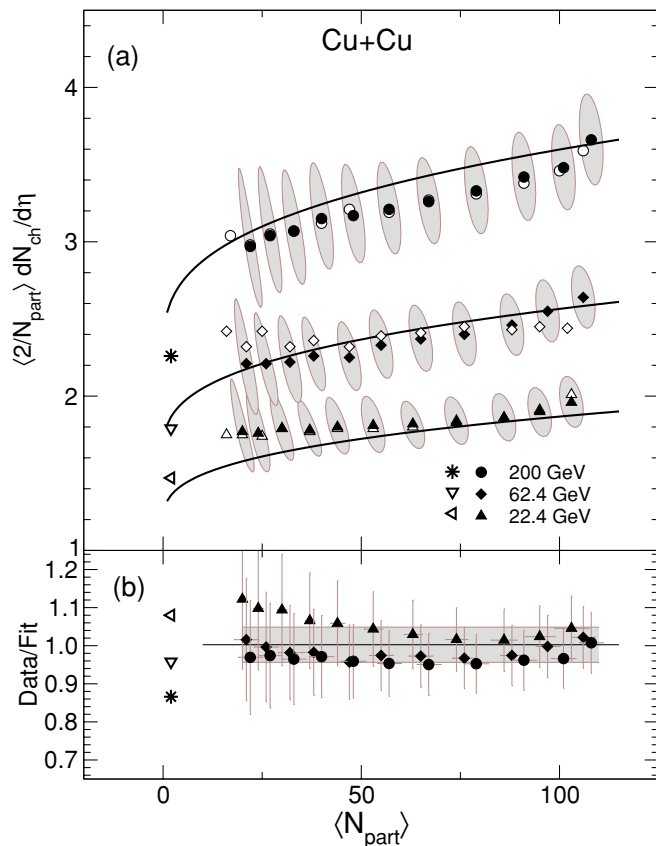 Cu+Cu
(a)
4
3
2
1
⟨2/N_part⟩ dN_ch/dη
200 GeV
62.4 GeV
22.4 GeV
(b)
1.2
1.1
1.0
0.9
0.8
0.7
Data/Fit
0 50 100
⟨N_part⟩